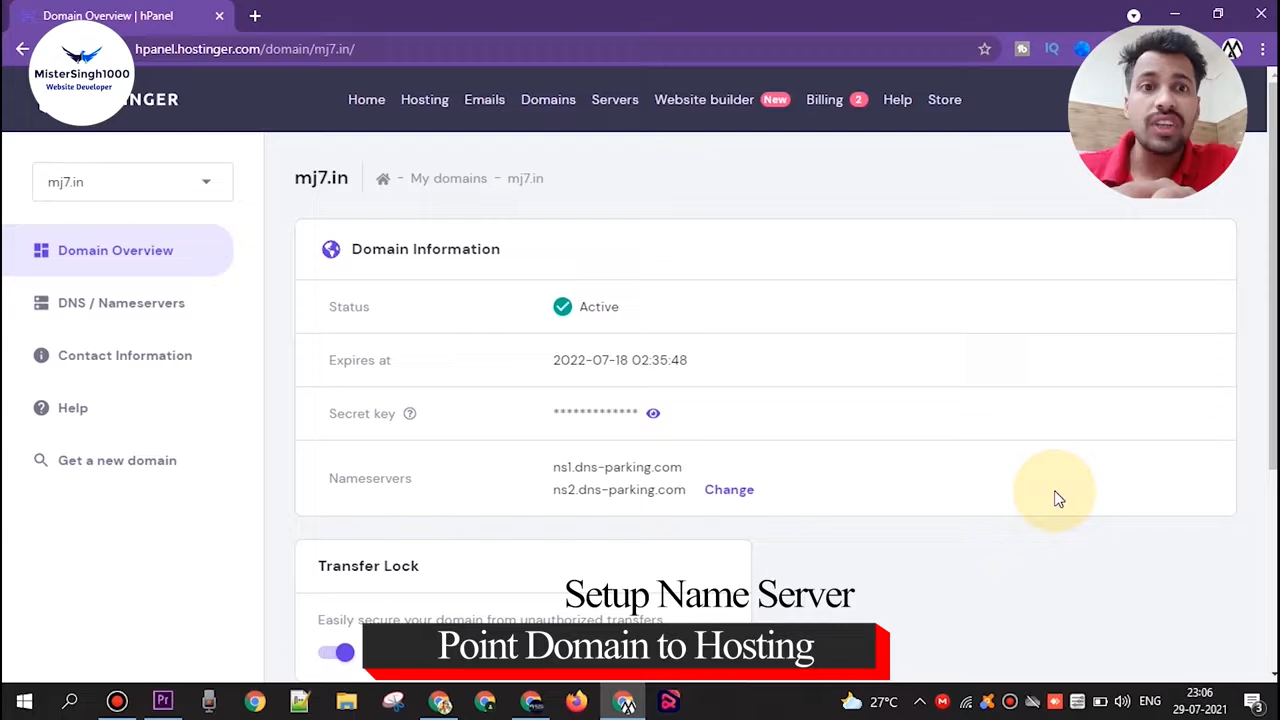 Domain Overview | hPanel
hpanel.hostinger.com/domain/mj7.in/
MisterSingh1000
Website Developer
INGER
Home
Hosting
Emails
Domains
Servers
Website builder
New
Billing
2
Help
Store
mj7.in
Domain Overview
DNS / Nameservers
Contact Information
Help
Get a new domain
mj7.in
- My domains - mj7.in
Domain Information
Status
Active
Expires at
2022-07-18 02:35:48
Secret key
*************
Nameservers
ns1.dns-parking.com
ns2.dns-parking.com
Change
Transfer Lock
Easily secure your domain from unauthorized transfers.
Setup Name Server
Point Domain to Hosting
27°C
ENG
23:06
29-07-2021
3